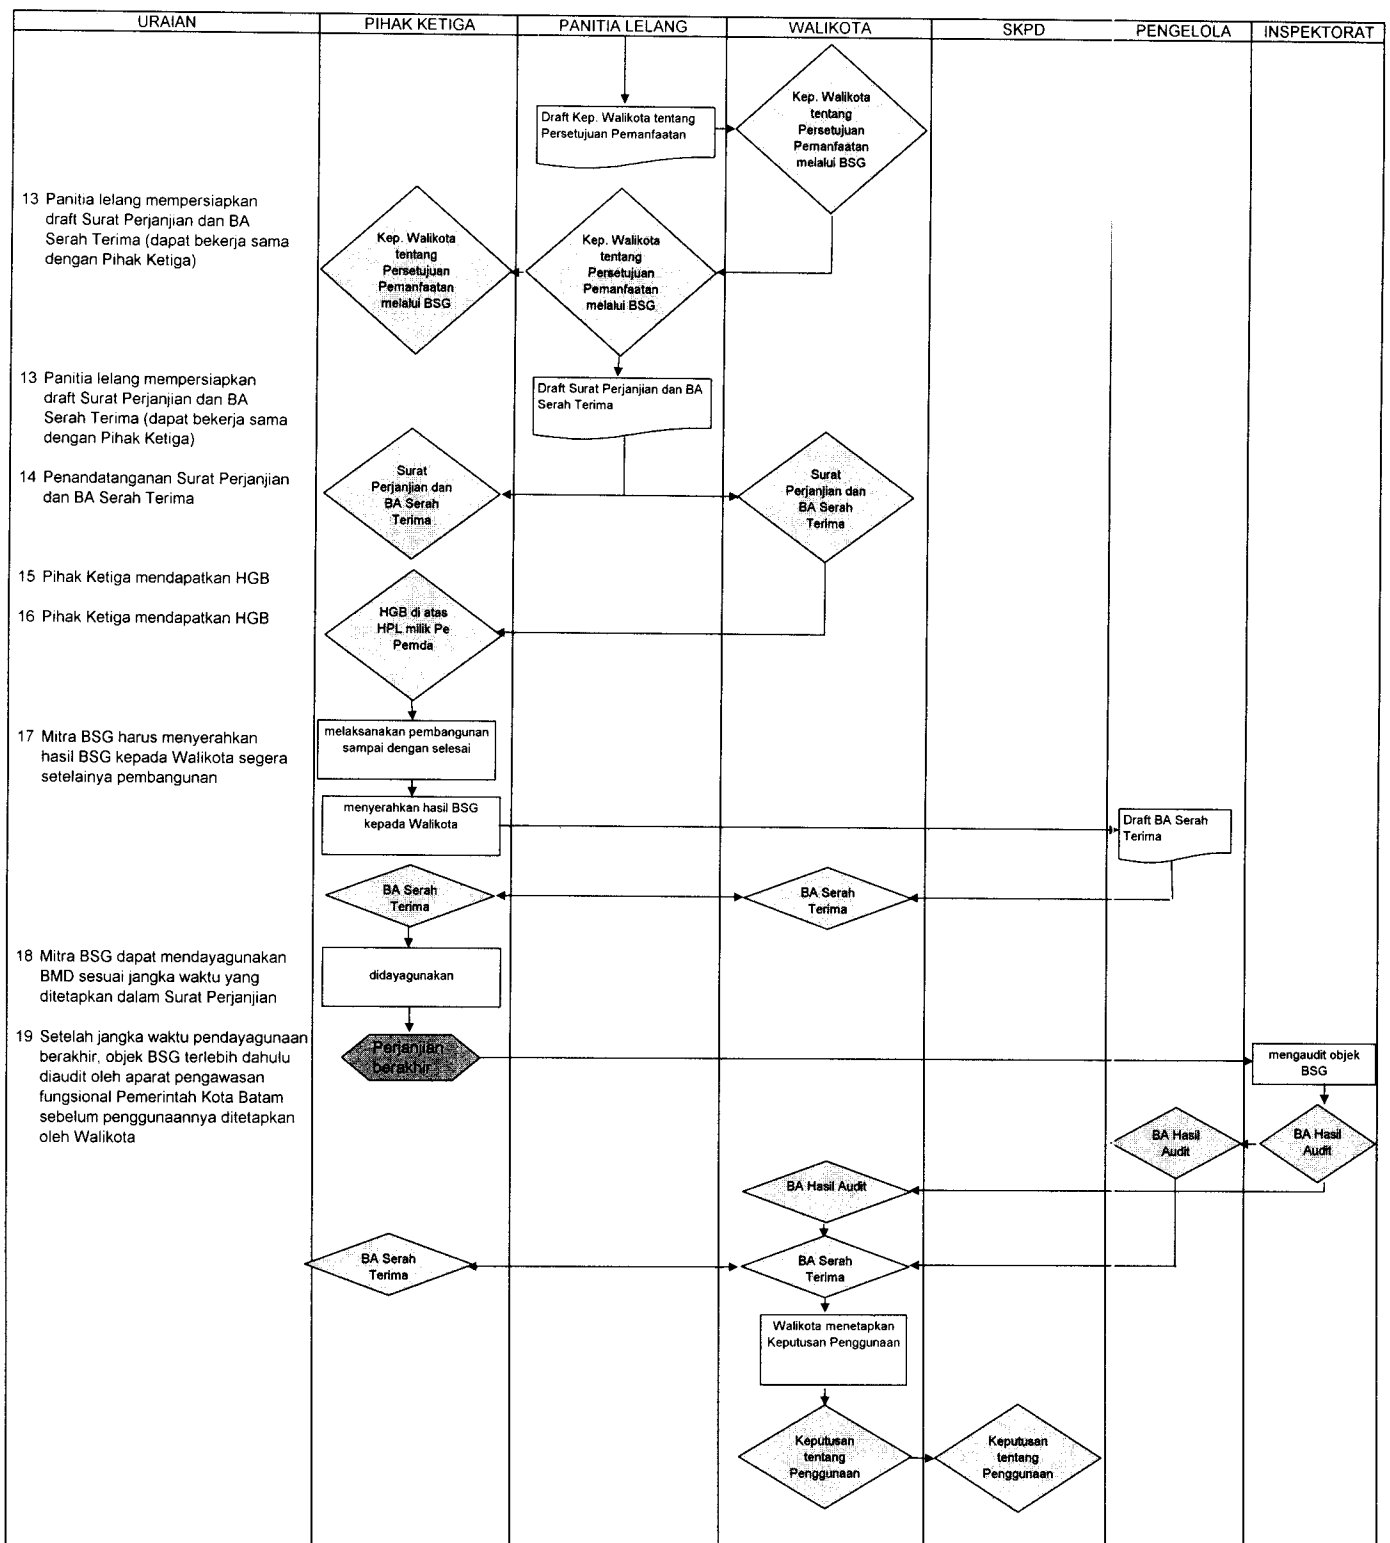 URAIAN
PIHAK KETIGA
PANITIA LELANG
WALIKOTA
SKPD
PENGELOLA
INSPEKTORAT
Draft Kep. Walikota tentang
Persetujuan Pemanfaatan
Kep. Walikota
tentang
Persetujuan
Pemanfaatan
melalui BSG
13 Panitia lelang mempersiapkan
draft Surat Perjanjian dan BA
Serah Terima (dapat bekerja sama
dengan Pihak Ketiga)
Kep. Walikota
tentang
Persetujuan
Pemanfaatan
melalui BSG
Kep. Walikota
tentang
Persetujuan
Pemanfaatan
melalui BSG
13 Panitia lelang mempersiapkan
draft Surat Perjanjian dan BA
Serah Terima (dapat bekerja sama
dengan Pihak Ketiga)
Draft Surat Perjanjian dan BA
Serah Terima
14 Penandatanganan Surat Perjanjian
dan BA Serah Terima
Surat
Perjanjian dan
BA Serah
Terima
Surat
Perjanjian dan
BA Serah
Terima
15 Pihak Ketiga mendapatkan HGB
16 Pihak Ketiga mendapatkan HGB
HGB di atas
HPL milik Pe
Pemda
17 Mitra BSG harus menyerahkan
hasil BSG kepada Walikota segera
setelainya pembangunan
melaksanakan pembangunan
sampai dengan selesai
menyerahkan hasil BSG
kepada Walikota
Draft BA Serah
Terima
BA Serah
Terima
BA Serah
Terima
18 Mitra BSG dapat mendayagunakan
BMD sesuai jangka waktu yang
ditetapkan dalam Surat Perjanjian
didayagunakan
19 Setelah jangka waktu pendayagunaan
berakhir, objek BSG terlebih dahulu
diaudit oleh aparat pengawasan
fungsional Pemerintah Kota Batam
sebelum penggunaannya ditetapkan
oleh Walikota
Perjanjian
berakhir
mengaudit objek
BSG
BA Hasil
Audit
BA Hasil
Audit
BA Hasil Audit
BA Serah
Terima
BA Serah
Terima
Walikota menetapkan
Keputusan Penggunaan
Keputusan
tentang
Penggunaan
Keputusan
tentang
Penggunaan